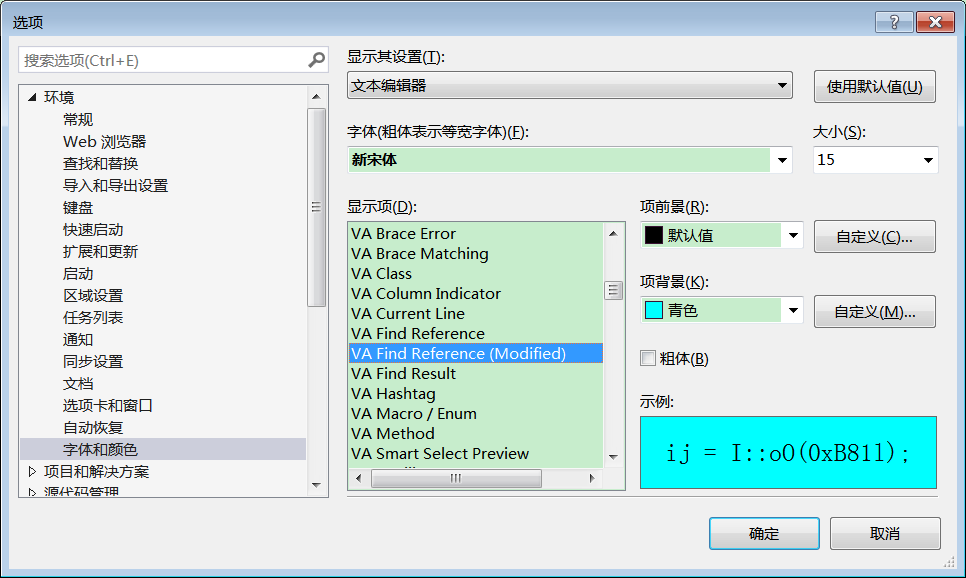 选项
搜索选项(Ctrl+E)
环境
常规
Web 浏览器
查找和替换
导入和导出设置
键盘
快速启动
扩展和更新
启动
区域设置
任务列表
通知
同步设置
文档
选项卡和窗口
自动恢复
字体和颜色
项目和解决方案
源代码管理
显示其设置(T):
文本编辑器
使用默认值(U)
字体(粗体表示等宽字体)(F):
大小(S):
新宋体
15
显示项(D):
VA Brace Error
VA Brace Matching
VA Class
VA Column Indicator
VA Current Line
VA Find Reference
VA Find Reference (Modified)
VA Find Result
VA Hashtag
VA Macro / Enum
VA Method
VA Smart Select Preview
项前景(R):
默认值
自定义(C)...
项背景(K):
青色
自定义(M)...
粗体(B)
示例:
ij = I::oO(0xB81l);
确定
取消